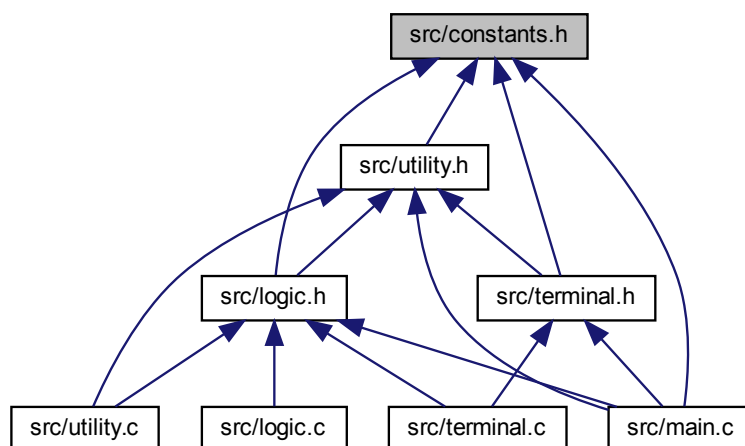 src/constants.h
src/utility.h
src/logic.h
src/terminal.h
src/utility.c
src/logic.c
src/terminal.c
src/main.c